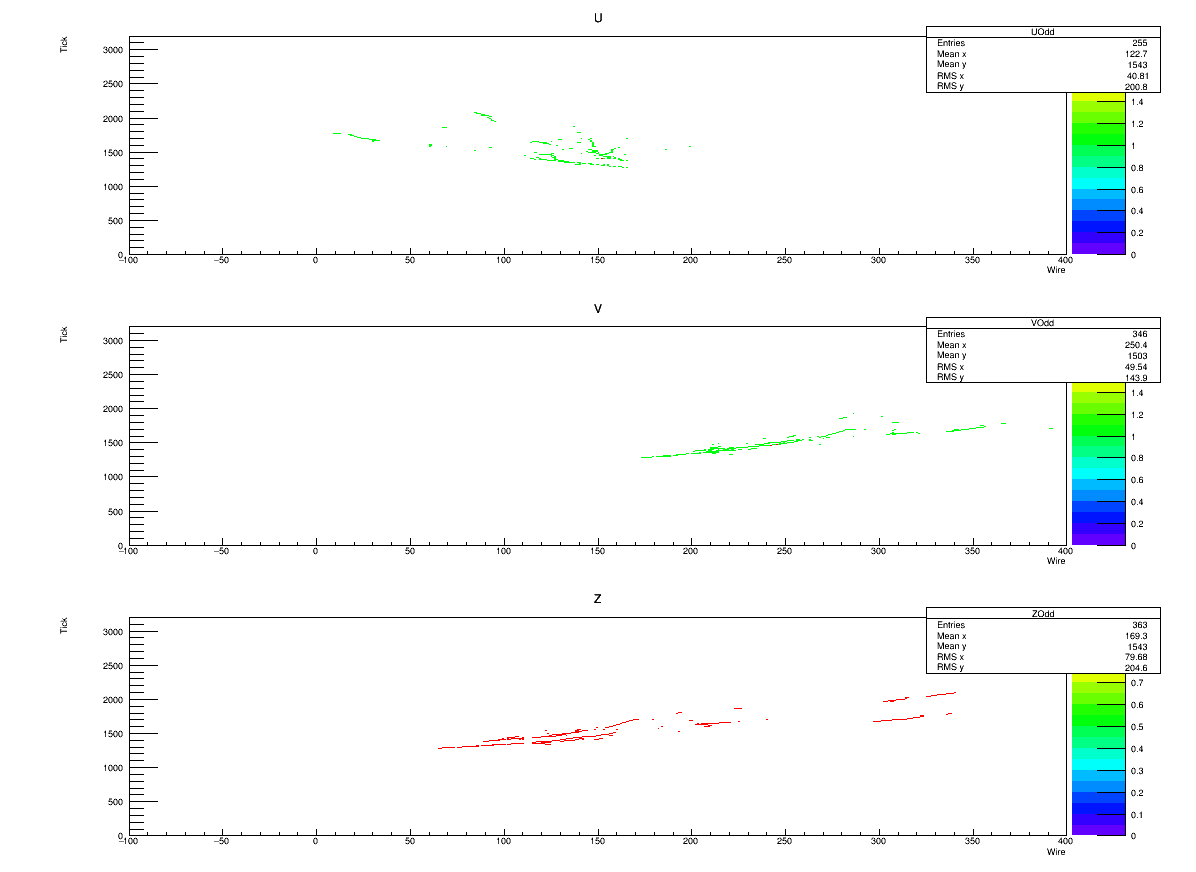 U
Tick
UOdd
Entries 255
Mean x 122.7
Mean y 1543
RMS x 40.81
RMS y 200.8
3000
2500
2000
1500
1000
500
0
−100 −50 0 50 100 150 200 250 300 350 400
Wire
1.4
1.2
1
0.8
0.6
0.4
0.2
0
V
Tick
VOdd
Entries 346
Mean x 250.4
Mean y 1503
RMS x 49.54
RMS y 143.9
3000
2500
2000
1500
1000
500
0
−100 −50 0 50 100 150 200 250 300 350 400
Wire
1.4
1.2
1
0.8
0.6
0.4
0.2
0
Z
Tick
ZOdd
Entries 363
Mean x 169.3
Mean y 1543
RMS x 79.68
RMS y 204.6
3000
2500
2000
1500
1000
500
0
−100 −50 0 50 100 150 200 250 300 350 400
Wire
0.7
0.6
0.5
0.4
0.3
0.2
0.1
0